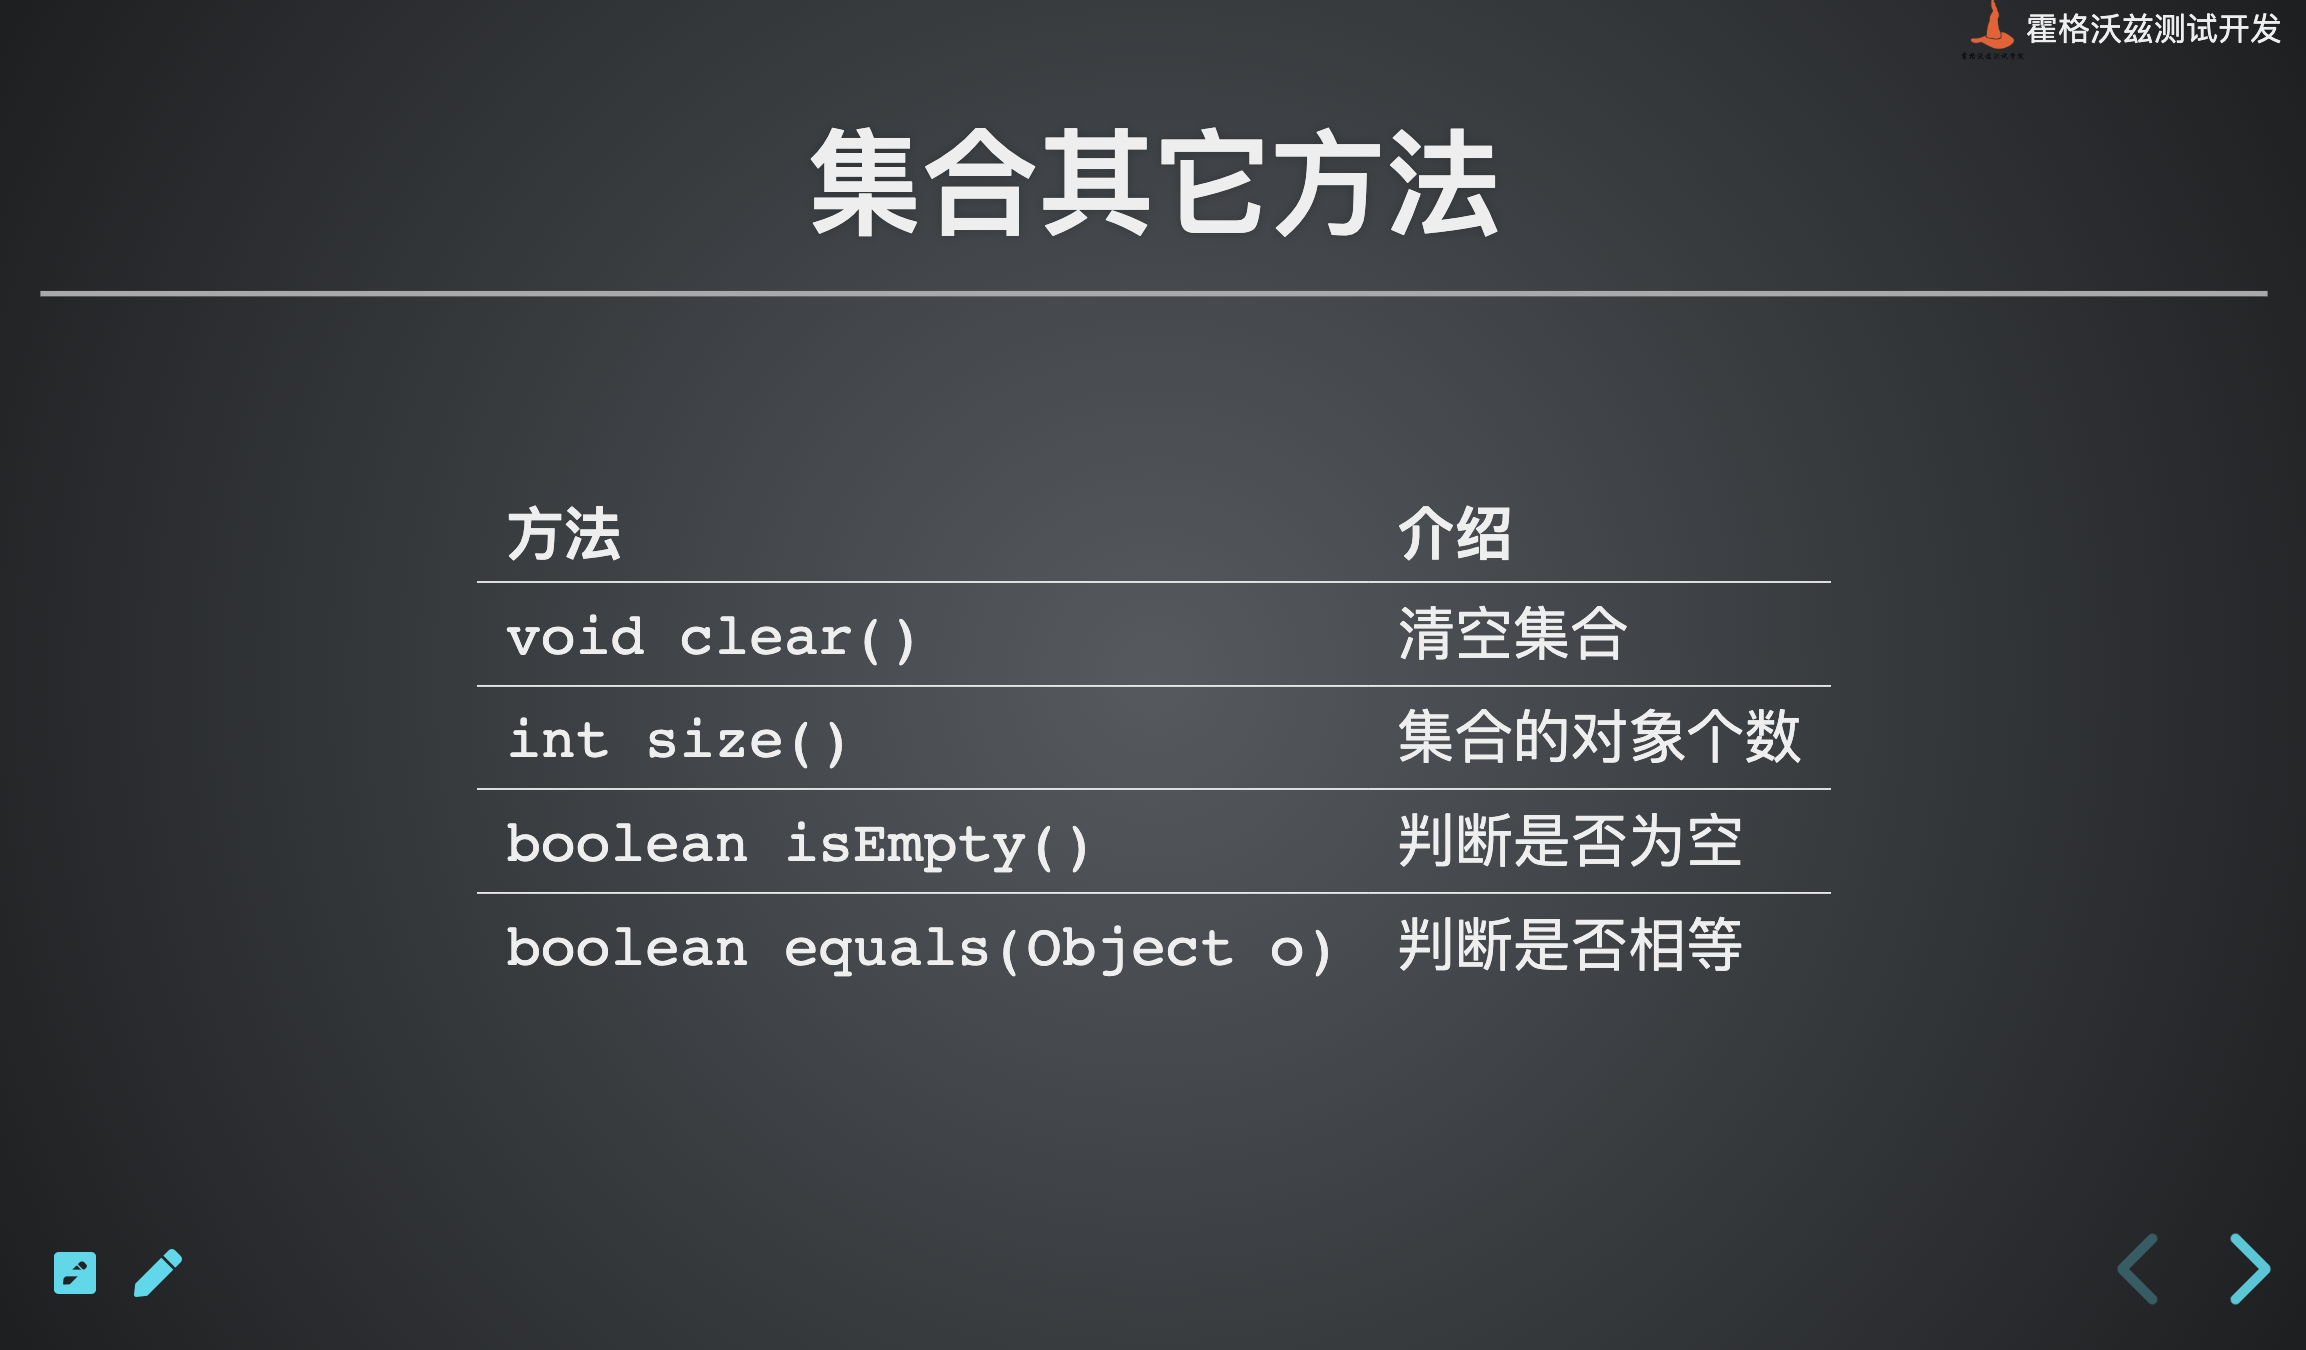 霍格沃兹测试开发
集合其它方法
方法 介绍
void clear() 清空集合
int size() 集合的对象个数
boolean isEmpty() 判断是否为空
boolean equals(Object o) 判断是否相等